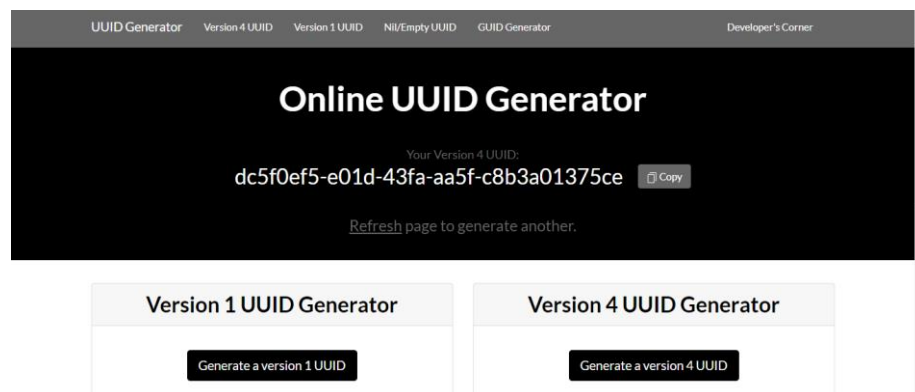 UUID Generator Version 4 UUID Version 1 UUID Nil/Empty UUID GUID Generator Developer's Corner
Online UUID Generator
Your Version 4 UUID:
dc5f0ef5-e01d-43fa-aa5f-c8b3a01375ce Copy
Refresh page to generate another.
Version 1 UUID Generator Version 4 UUID Generator
Generate a version 1 UUID Generate a version 4 UUID